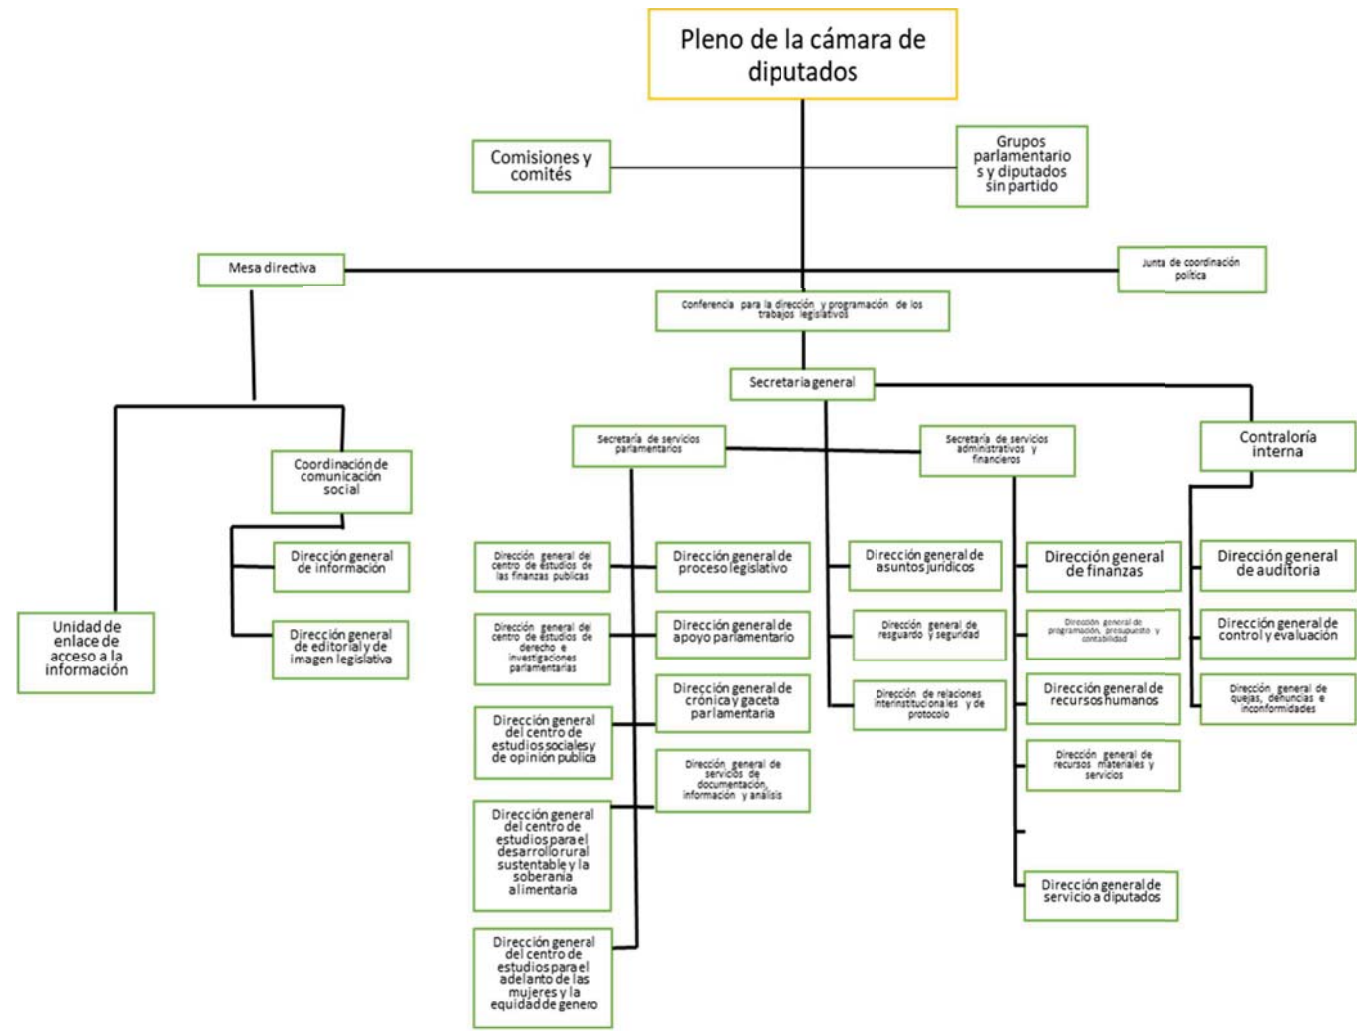 Pleno de la cámara de
diputados
Comisiones y
comités
Grupos
parlamentario
s y diputados
sin partido
Mesa directiva
Junta de coordinación
política
Conferencia para la dirección y programación de los
trabajos legislativos
Secretaria general
Secretaría de servicios
parlamentarios
Secretaría de servicios
administrativos y
financieros
Contraloría
interna
Coordinación de
comunicación
social
Dirección general
de información
Dirección general
de editorial y de
imagen legislativa
Unidad de
enlace de
acceso a la
información
Dirección general del
centro de estudios de
las finanzas publicas
Dirección general del
centro de estudios de
derecho e
investigaciones
parlamentarias
Dirección general
del centro de
estudios sociales y
de opinión publica
Dirección general
del centro de
estudios para el
desarrollo rural
sustentable y la
soberanía
alimentaria
Dirección general
del centro de
estudios para el
adelanto de las
mujeres y la
equidad de genero
Dirección general de
proceso legislativo
Dirección general de
apoyo parlamentario
Dirección general de
crónica y gaceta
parlamentaria
Dirección general de
servicios de
documentación,
información y análisis
Dirección general de
asuntos jurídicos
Dirección general de
resguardo y seguridad
Dirección de relaciones
interinstitucionales y de
protocolo
Dirección general
de finanzas
Dirección general de
programación, presupuesto y
contabilidad
Dirección general de
recursos humanos
Dirección general de
recursos materiales y
servicios
Dirección general de
servicio a diputados
Dirección general
de auditoria
Dirección general de
control y evaluación
Dirección general de
quejas, denuncias e
inconformidades